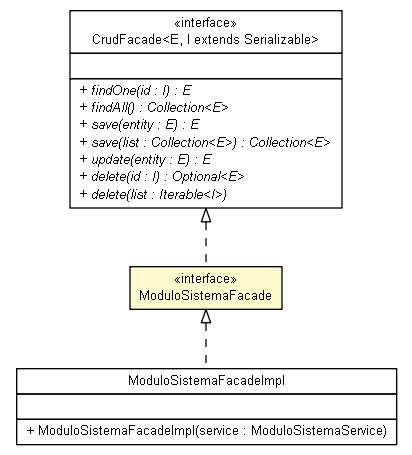 «interface»
CrudFacade<E, I extends Serializable>
+ findOne(id : I) : E
+ findAll() : Collection<E>
+ save(entity : E) : E
+ save(list : Collection<E>) : Collection<E>
+ update(entity : E) : E
+ delete(id : I) : Optional<E>
+ delete(list : Iterable<I>)
«interface»
ModuloSistemaFacade
ModuloSistemaFacadeImpl
+ ModuloSistemaFacadeImpl(service : ModuloSistemaService)